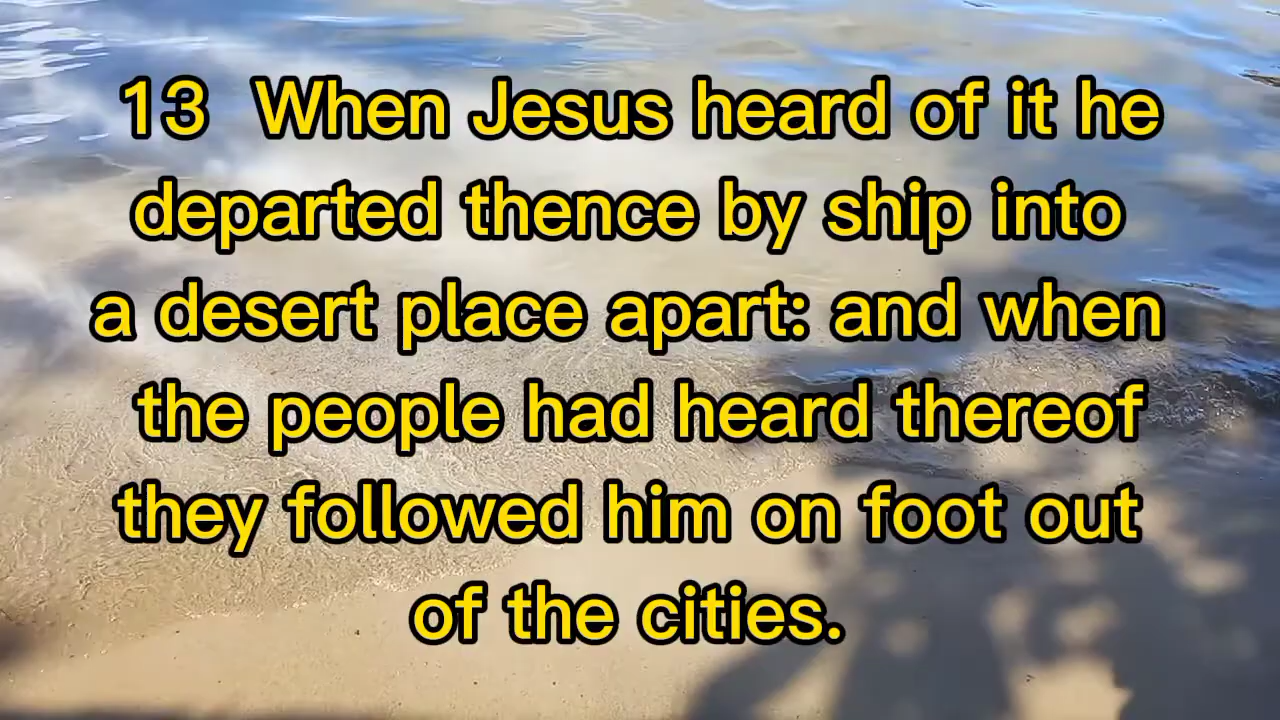 13 When Jesus heard of it he
departed thence by ship into
a desert place apart: and when
the people had heard thereof
they followed him on foot out
of the cities.